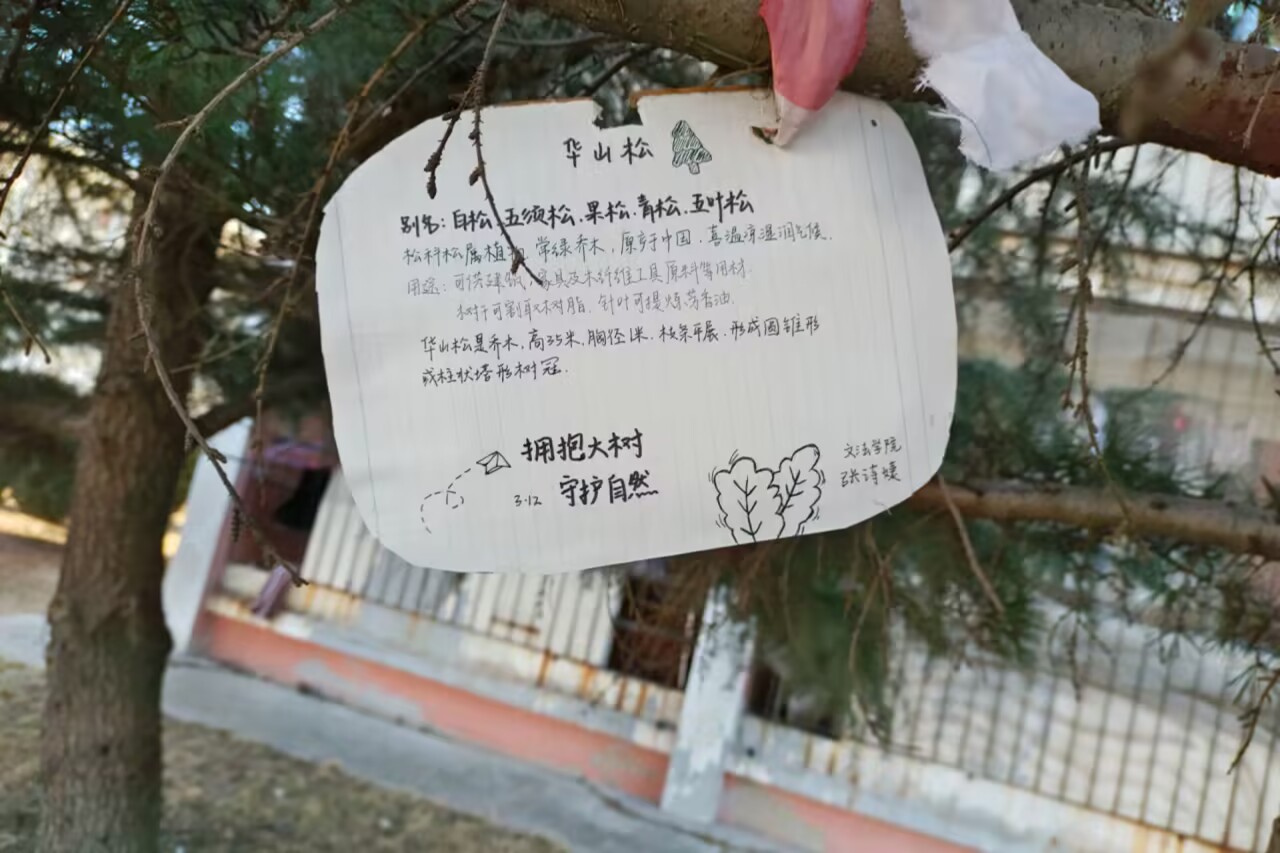 华山松
别名：白松、五须松、果松、青松、五叶松
松科松属植物，常绿乔木，原产于中国，喜温凉湿润气候．
用途：可供建筑、家具及木纤维工具原料等用材．
树干可割取树脂，针叶可提炼芳香油．
华山松是乔木，高35米，胸径1米．枝条平展．形成圆锥形
或柱状塔形树冠．
拥抱大树
3·12 守护自然
文法学院
张诗婕